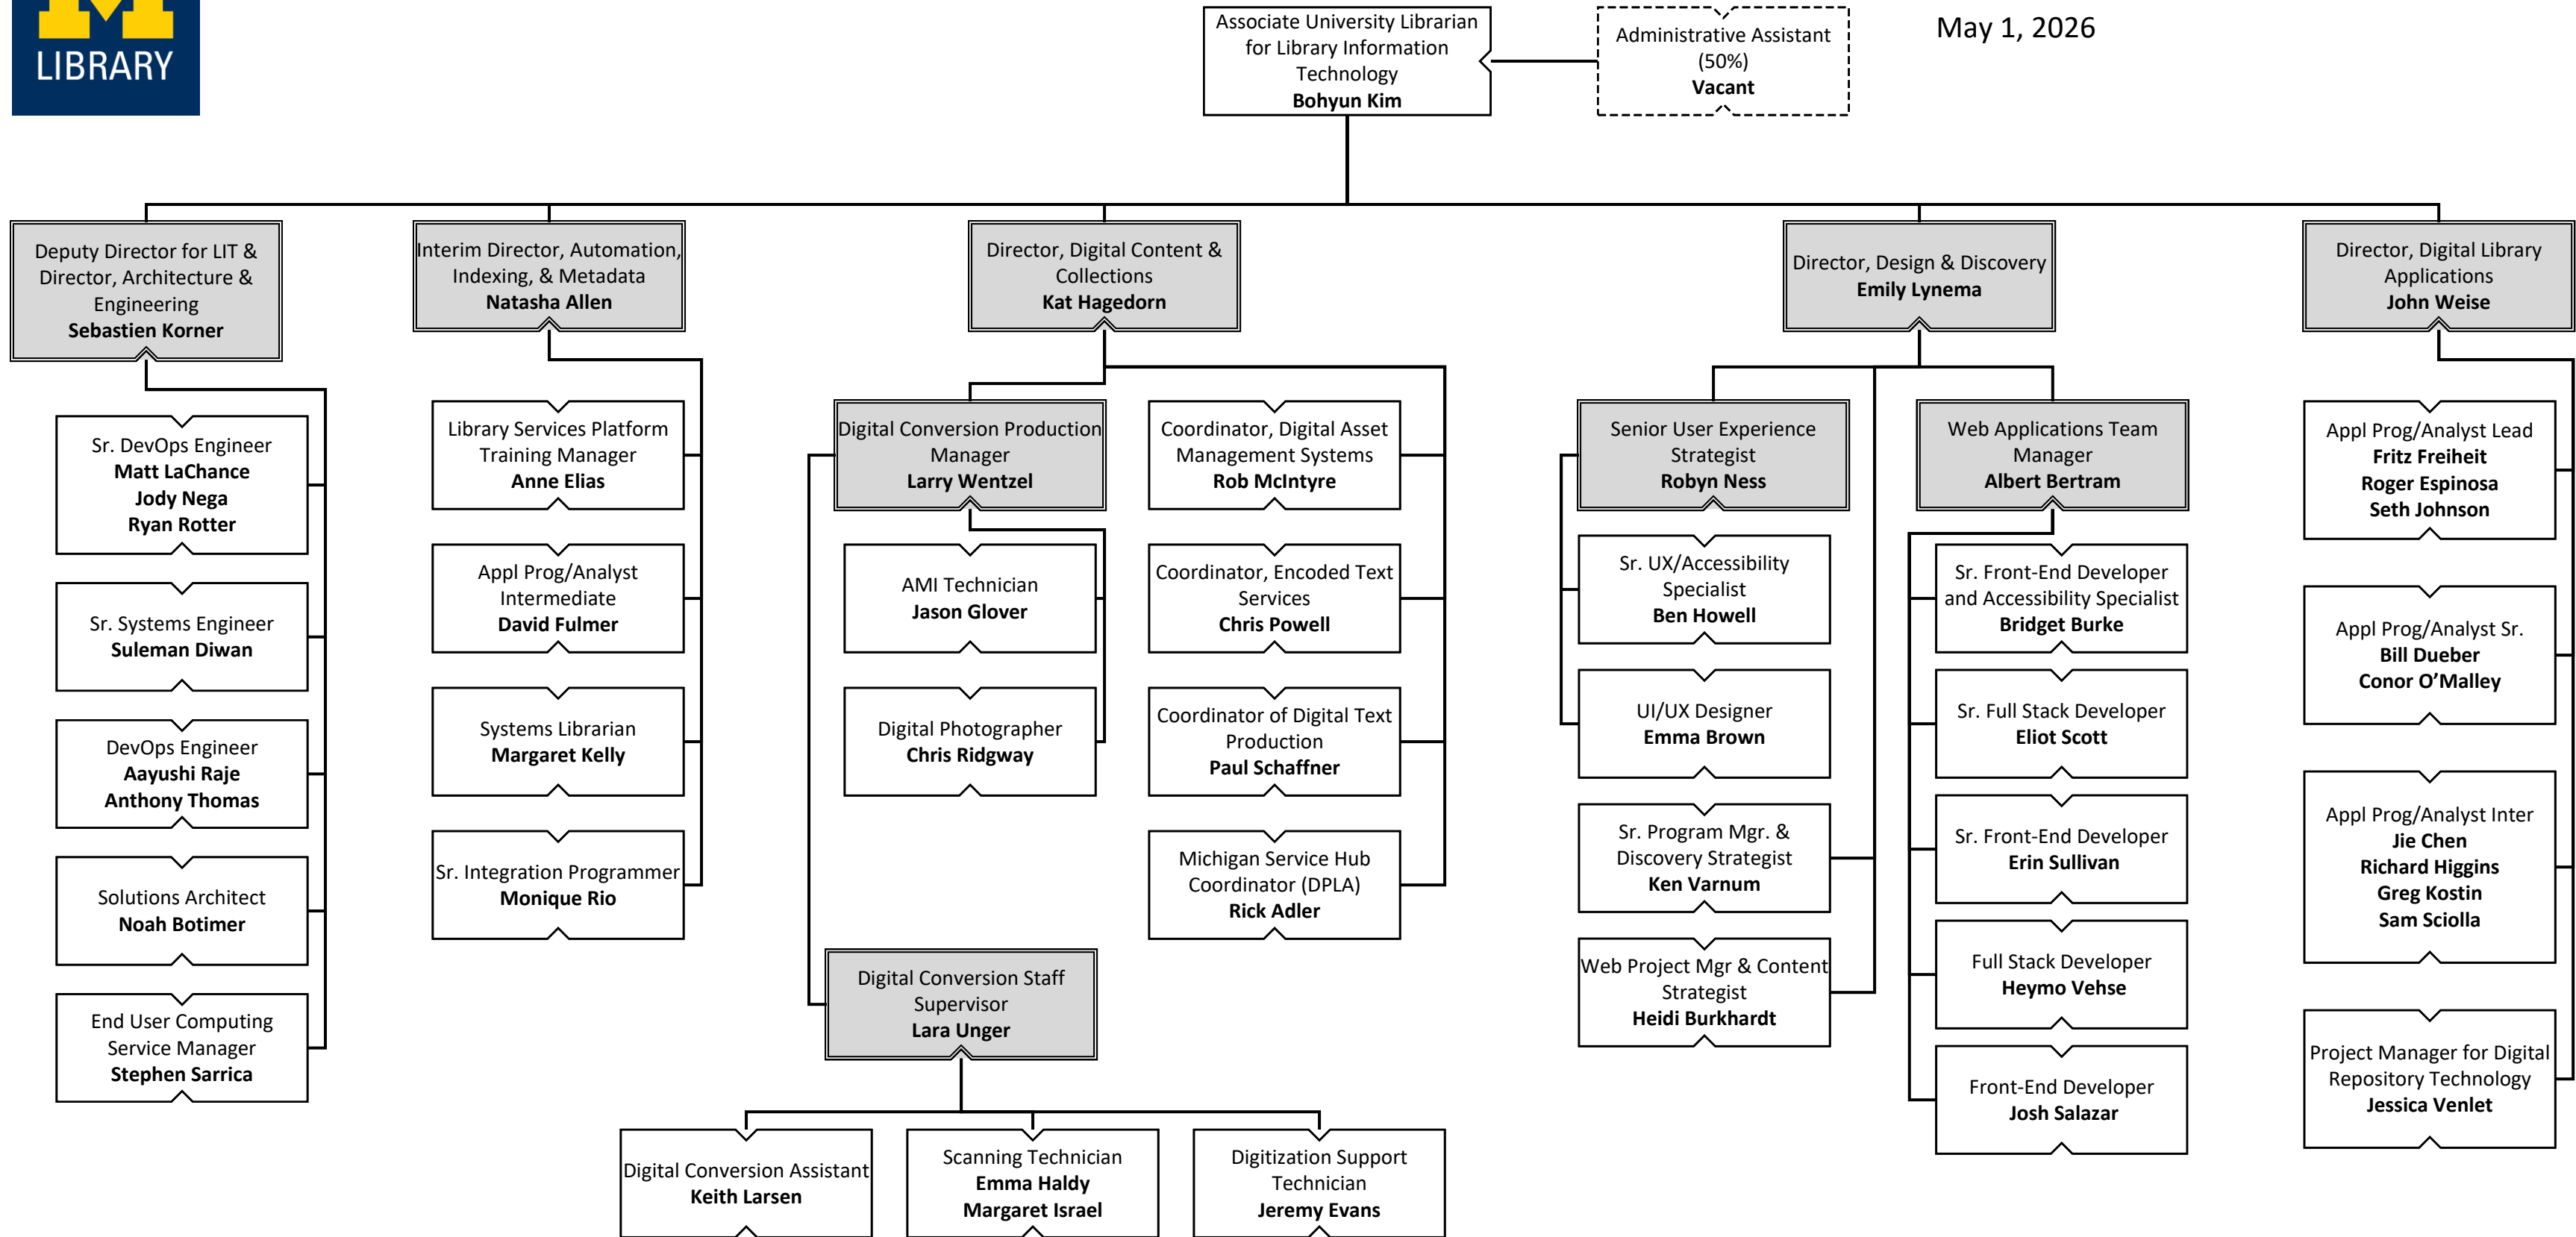 LIBRARY
Associate University Librarian
for Library Information
Technology
Bohyun Kim
Administrative Assistant
(50%)
Vacant
May 1, 2026
Deputy Director for LIT &
Director, Architecture &
Engineering
Sebastien Korner
Interim Director, Automation,
Indexing, & Metadata
Natasha Allen
Director, Digital Content &
Collections
Kat Hagedorn
Director, Design & Discovery
Emily Lynema
Director, Digital Library
Applications
John Weise
Sr. DevOps Engineer
Matt LaChance
Jody Nega
Ryan Rotter
Sr. Systems Engineer
Suleman Diwan
DevOps Engineer
Aayushi Raje
Anthony Thomas
Solutions Architect
Noah Botimer
End User Computing
Service Manager
Stephen Sarrica
Library Services Platform
Training Manager
Anne Elias
Appl Prog/Analyst
Intermediate
David Fulmer
Systems Librarian
Margaret Kelly
Sr. Integration Programmer
Monique Rio
Digital Conversion Production
Manager
Larry Wentzel
AMI Technician
Jason Glover
Digital Photographer
Chris Ridgway
Digital Conversion Staff
Supervisor
Lara Unger
Digital Conversion Assistant
Keith Larsen
Scanning Technician
Emma Haldy
Margaret Israel
Digitization Support
Technician
Jeremy Evans
Coordinator, Digital Asset
Management Systems
Rob McIntyre
Coordinator, Encoded Text
Services
Chris Powell
Coordinator of Digital Text
Production
Paul Schaffner
Michigan Service Hub
Coordinator (DPLA)
Rick Adler
Senior User Experience
Strategist
Robyn Ness
Sr. UX/Accessibility
Specialist
Ben Howell
UI/UX Designer
Emma Brown
Sr. Program Mgr. &
Discovery Strategist
Ken Varnum
Web Project Mgr & Content
Strategist
Heidi Burkhardt
Web Applications Team
Manager
Albert Bertram
Sr. Front-End Developer
and Accessibility Specialist
Bridget Burke
Sr. Full Stack Developer
Eliot Scott
Sr. Front-End Developer
Erin Sullivan
Full Stack Developer
Heymo Vehse
Front-End Developer
Josh Salazar
Appl Prog/Analyst Lead
Fritz Freiheit
Roger Espinosa
Seth Johnson
Appl Prog/Analyst Sr.
Bill Dueber
Conor O’Malley
Appl Prog/Analyst Inter
Jie Chen
Richard Higgins
Greg Kostin
Sam Sciolla
Project Manager for Digital
Repository Technology
Jessica Venlet